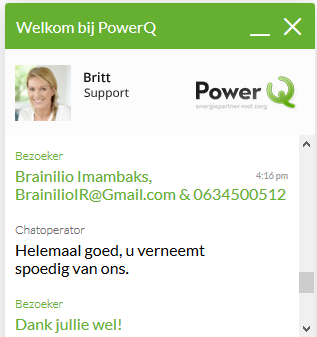 Welkom bij PowerQ
Britt
Support
Power Q
energiepartner met zorg
Bezoeker
Brainilio Imambaks, 4:16 pm
BrainilioIR@Gmail.com & 0634500512
Chatoperator
Helemaal goed, u verneemt
spoedig van ons.
Bezoeker
Dank jullie wel!